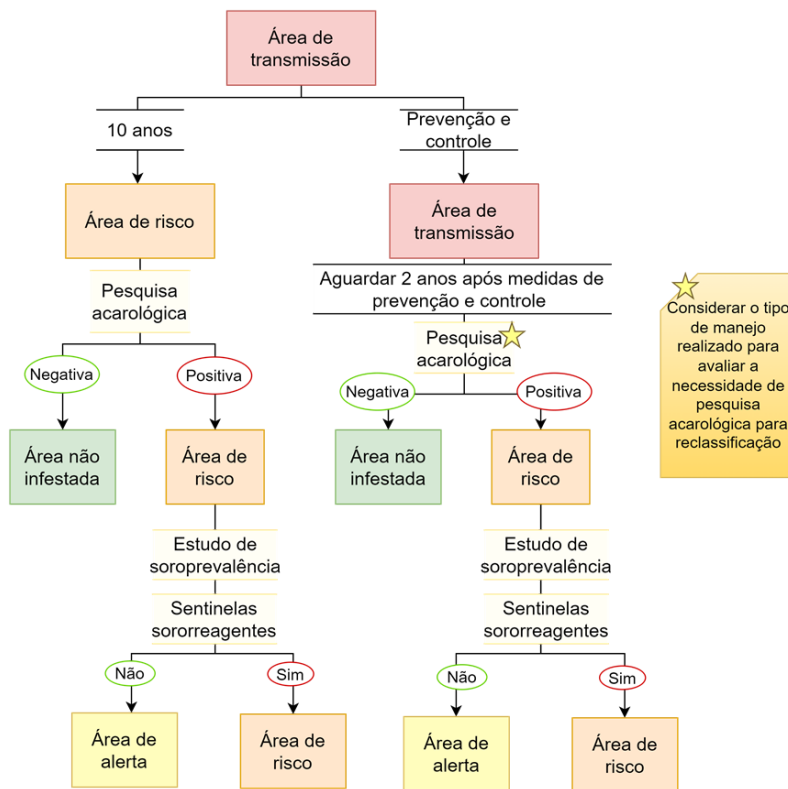 Área de
transmissão
10 anos
Prevenção e
controle
Área de risco
Área de
transmissão
Pesquisa
acarológica
Aguardar 2 anos após medidas de
prevenção e controle
Pesquisa
acarológica
Considerar o tipo
de manejo
realizado para
avaliar a
necessidade de
pesquisa
acarológica para
reclassificação
Negativa
Positiva
Negativa
Positiva
Área não
infestada
Área de
risco
Área não
infestada
Área de
risco
Estudo de
soroprevalência
Estudo de
soroprevalência
Sentinelas
sororreagentes
Sentinelas
sororreagentes
Não
Sim
Não
Sim
Área de
alerta
Área de
risco
Área de
alerta
Área de
risco